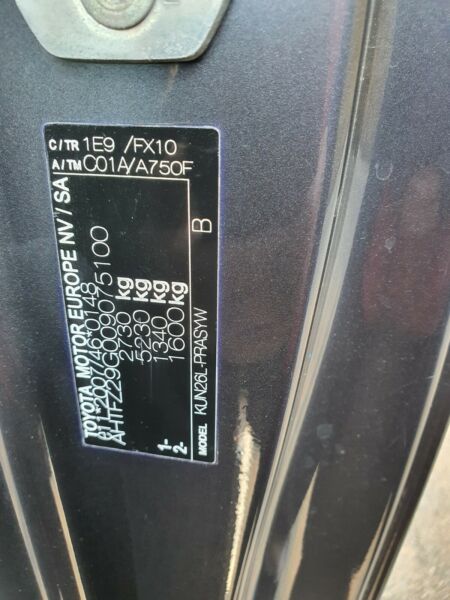 C/TR 1E9 /FX10
A/TM C01A/A750F
TOYOTA MOTOR EUROPE NV/SA
e11*2007/46*0148
AHTFZ29G009075100
2730 kg
5230 kg
1- 1340 kg
2- 1600 kg
MODEL KUN26L-PRASYW B